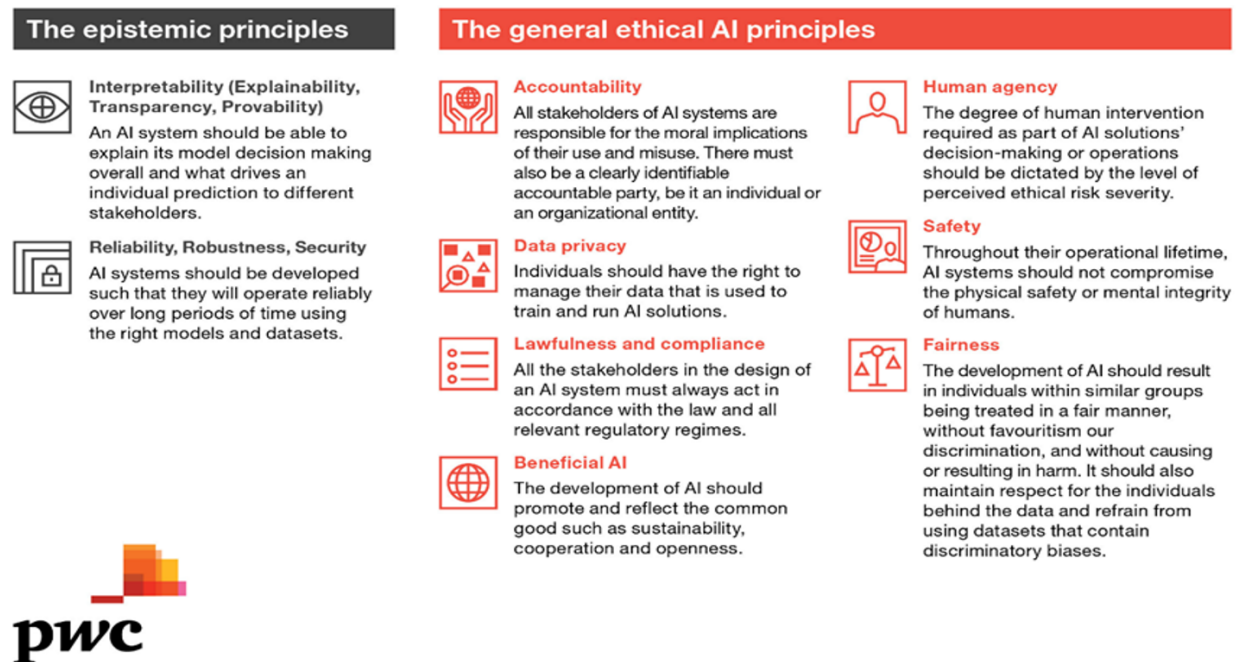 The epistemic principles
Interpretability (Explainability,
Transparency, Provability)
An AI system should be able to
explain its model decision making
overall and what drives an
individual prediction to different
stakeholders.
Reliability, Robustness, Security
AI systems should be developed
such that they will operate reliably
over long periods of time using
the right models and datasets.
The general ethical AI principles
Accountability
All stakeholders of AI systems are
responsible for the moral implications
of their use and misuse. There must
also be a clearly identifiable
accountable party, be it an individual or
an organizational entity.
Data privacy
Individuals should have the right to
manage their data that is used to
train and run AI solutions.
Lawfulness and compliance
All the stakeholders in the design of
an AI system must always act in
accordance with the law and all
relevant regulatory regimes.
Beneficial AI
The development of AI should
promote and reflect the common
good such as sustainability,
cooperation and openness.
Human agency
The degree of human intervention
required as part of AI solutions’
decision-making or operations
should be dictated by the level of
perceived ethical risk severity.
Safety
Throughout their operational lifetime,
AI systems should not compromise
the physical safety or mental integrity
of humans.
Fairness
The development of AI should result
in individuals within similar groups
being treated in a fair manner,
without favouritism our
discrimination, and without causing
or resulting in harm. It should also
maintain respect for the individuals
behind the data and refrain from
using datasets that contain
discriminatory biases.
pwc